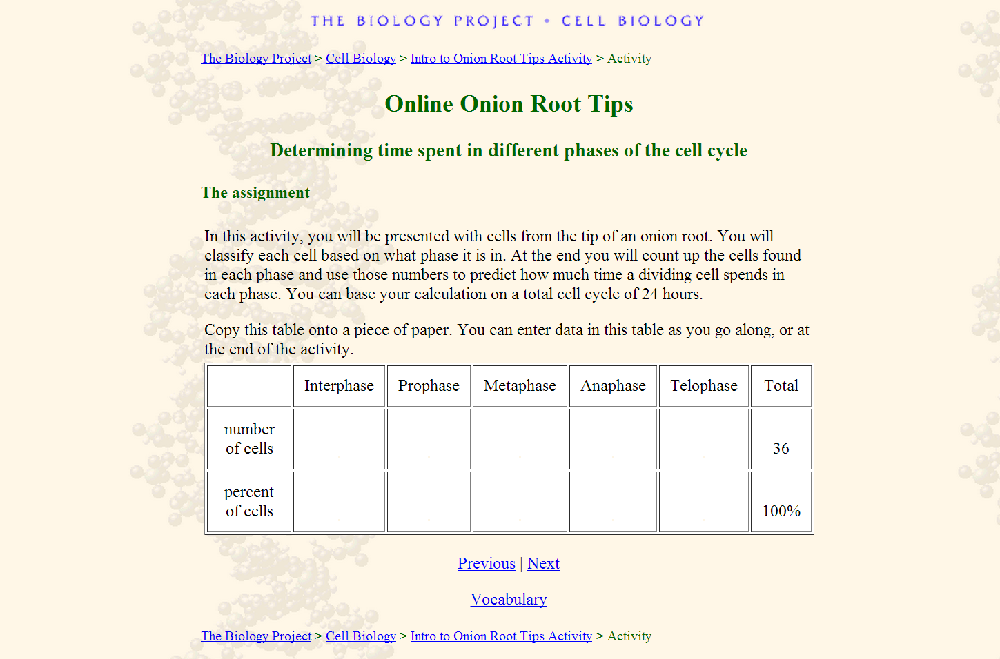 THE BIOLOGY PROJECT • CELL BIOLOGY
The Biology Project > Cell Biology > Intro to Onion Root Tips Activity > Activity
Online Onion Root Tips
Determining time spent in different phases of the cell cycle
The assignment
In this activity, you will be presented with cells from the tip of an onion root. You will
classify each cell based on what phase it is in. At the end you will count up the cells found
in each phase and use those numbers to predict how much time a dividing cell spends in
each phase. You can base your calculation on a total cell cycle of 24 hours.
Copy this table onto a piece of paper. You can enter data in this table as you go along, or at
the end of the activity.
Interphase Prophase Metaphase Anaphase Telophase Total
number
of cells 36
percent
of cells 100%
Previous | Next
Vocabulary
The Biology Project > Cell Biology > Intro to Onion Root Tips Activity > Activity